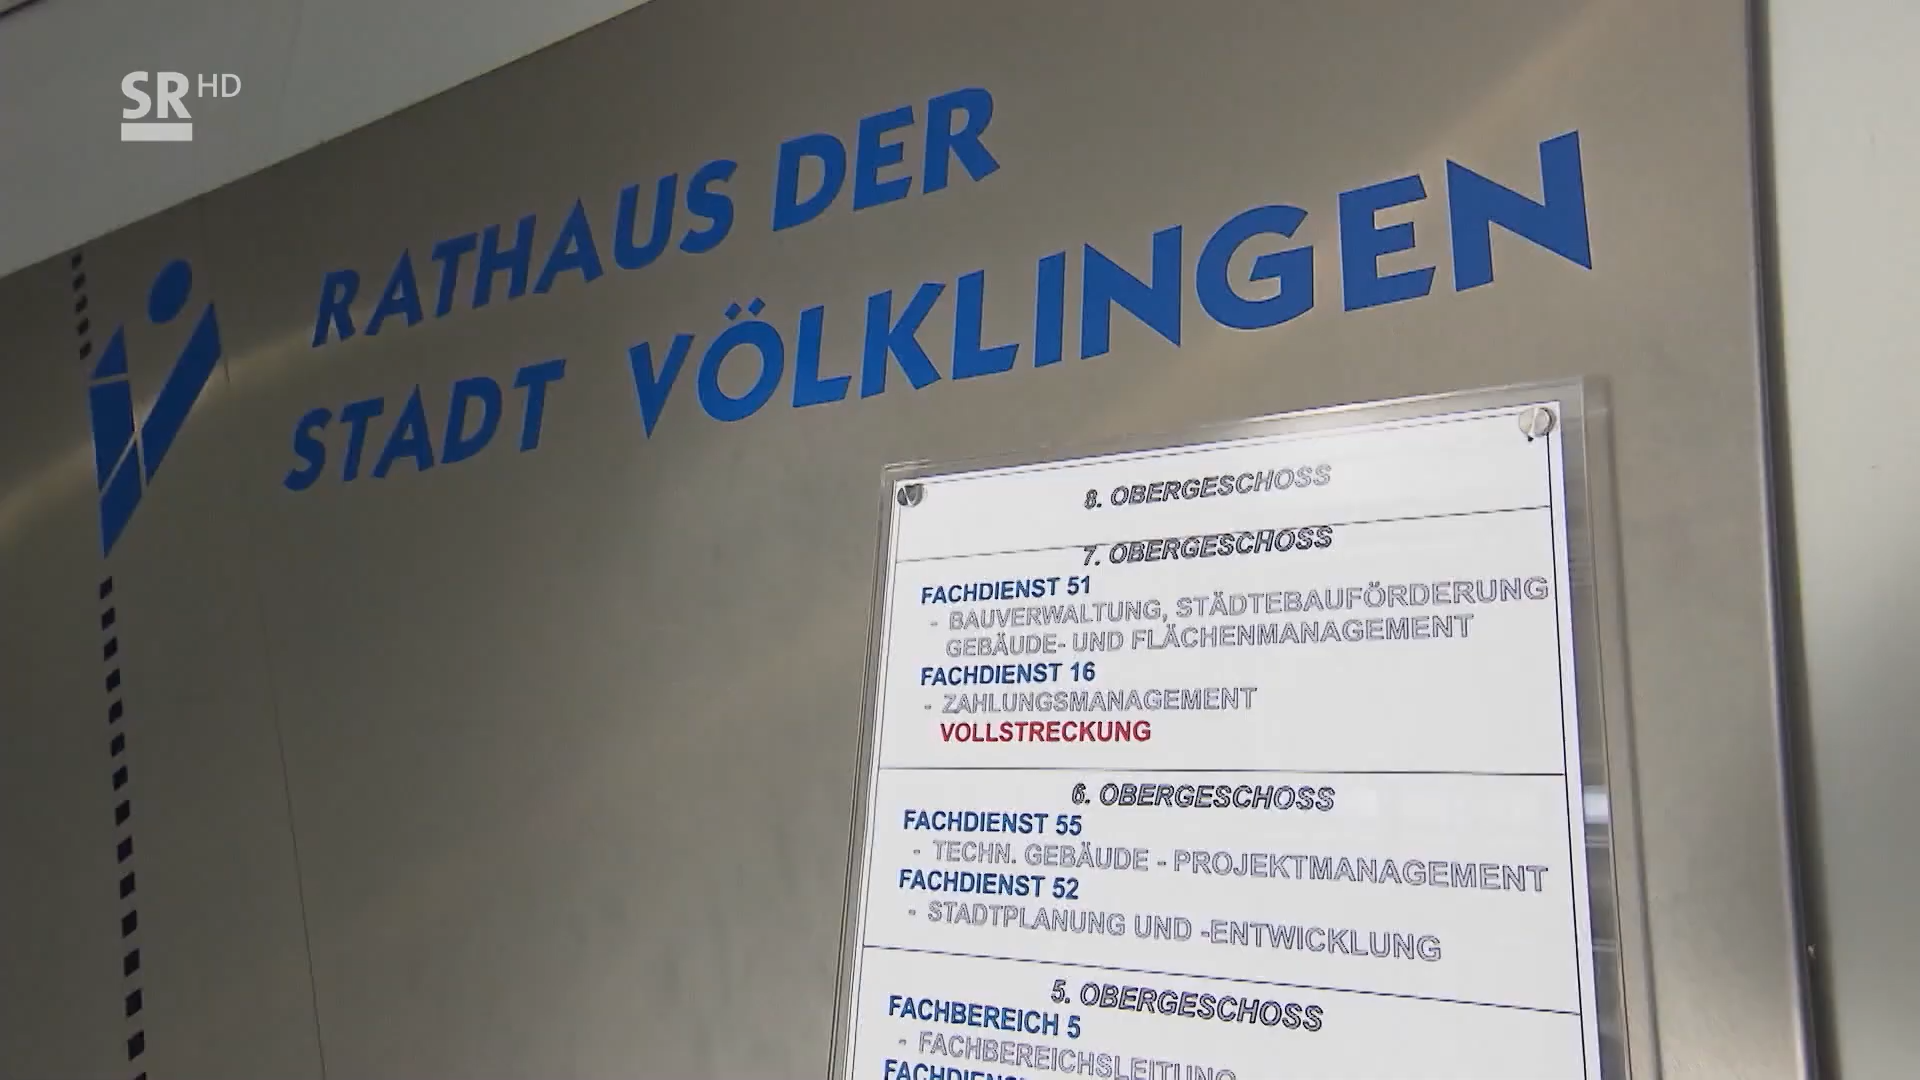 SR HD
RATHAUS DER
STADT VÖLKLINGEN
8. OBERGESCHOSS
7. OBERGESCHOSS
FACHDIENST 51
- BAUVERWALTUNG, STÄDTEBAUFÖRDERUNG
GEBÄUDE- UND FLÄCHENMANAGEMENT
FACHDIENST 16
- ZAHLUNGSMANAGEMENT
VOLLSTRECKUNG
6. OBERGESCHOSS
FACHDIENST 55
- TECHN. GEBÄUDE - PROJEKTMANAGEMENT
FACHDIENST 52
- STADTPLANUNG UND -ENTWICKLUNG
5. OBERGESCHOSS
FACHBEREICH 5
- FACHBEREICHSLEITUNG